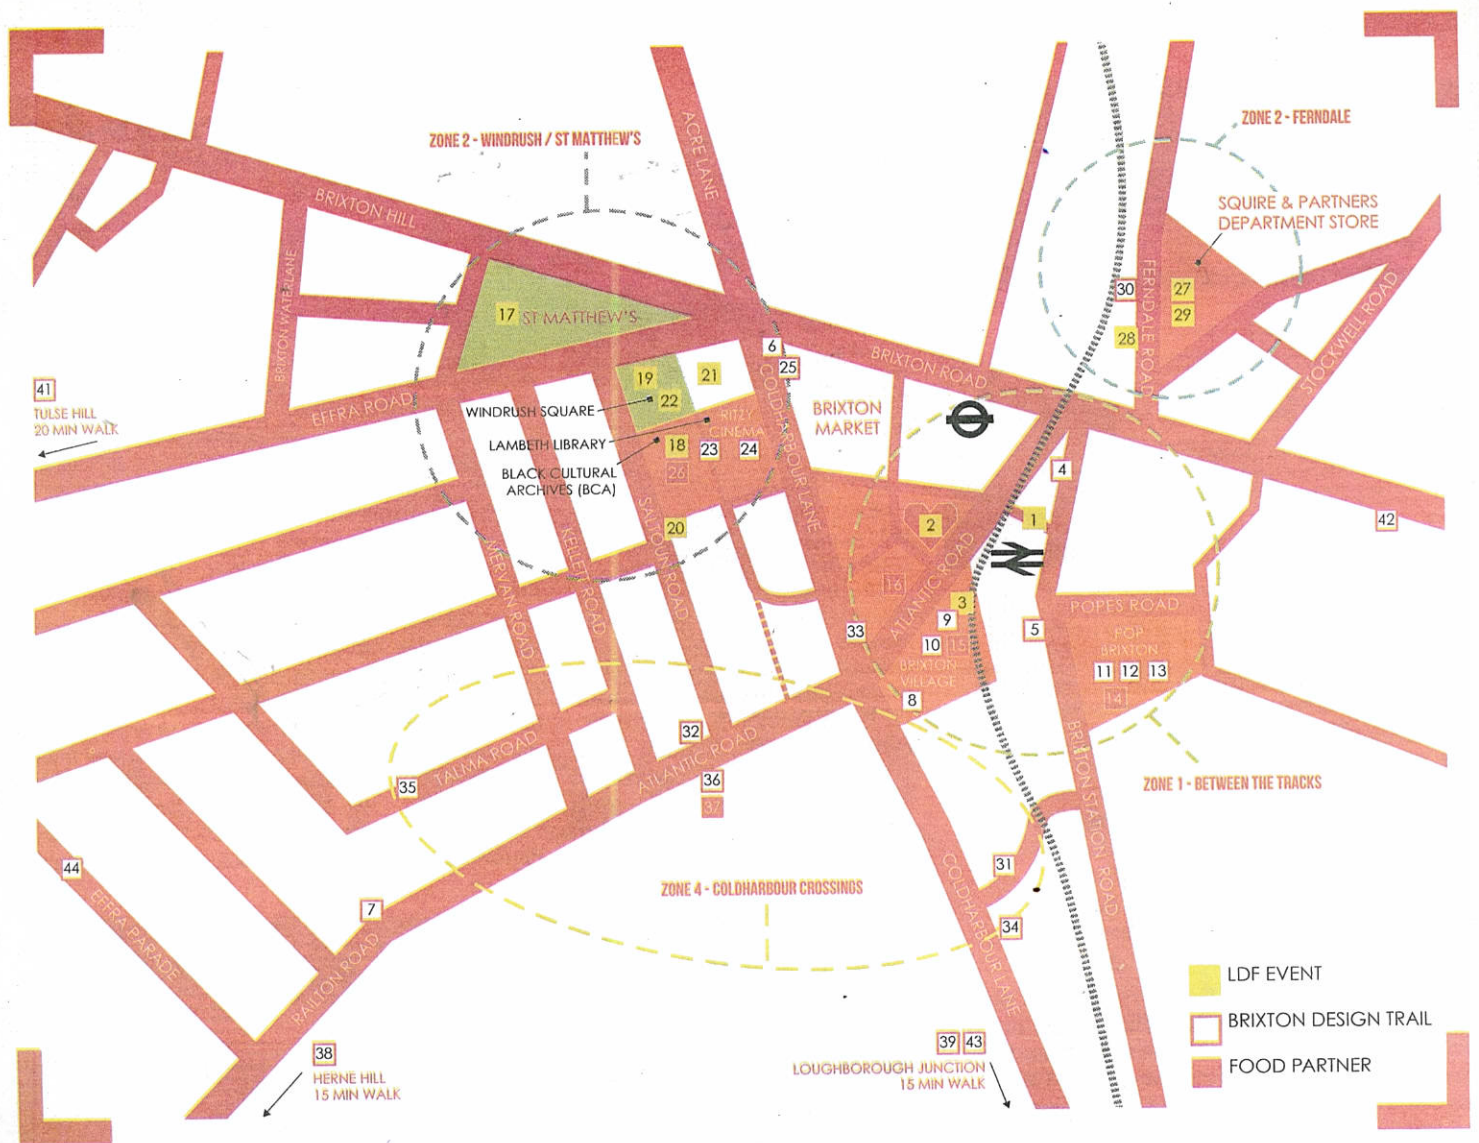 ZONE 2 - WINDRUSH / ST MATTHEW'S
ACRE LANE
ZONE 2 - FERNDALE
SQUIRE & PARTNERS
DEPARTMENT STORE
BRIXTON HILL
BRIXTON WATERLANE
17
ST MATTHEW'S
30
27
29
28
FERNDALE ROAD
STOCKWELL ROAD
6
25
BRIXTON ROAD
41
TULSE HILL
20 MIN WALK
EFFRA ROAD
19
21
22
WINDRUSH SQUARE
LAMBETH LIBRARY
BLACK CULTURAL
ARCHIVES (BCA)
RITZY
CINEMA
18
23
24
26
20
COLDHARBOUR LANE
BRIXTON
MARKET
4
42
2
1
16
ATLANTIC ROAD
MERVAN ROAD
KELLETT ROAD
SALTOUN ROAD
3
9
10
15
BRIXTON
VILLAGE
8
33
5
POPES ROAD
POP
BRIXTON
11
12
13
14
32
TALMA ROAD
ATLANTIC ROAD
35
36
37
ZONE 1 - BETWEEN THE TRACKS
BRIXTON STATION ROAD
44
EFFRA PARADE
7
RAILTON ROAD
ZONE 4 - COLDHARBOUR CROSSINGS
31
34
COLDHARBOUR LANE
38
HERNE HILL
15 MIN WALK
39
43
LOUGHBOROUGH JUNCTION
15 MIN WALK
LDF EVENT
BRIXTON DESIGN TRAIL
FOOD PARTNER